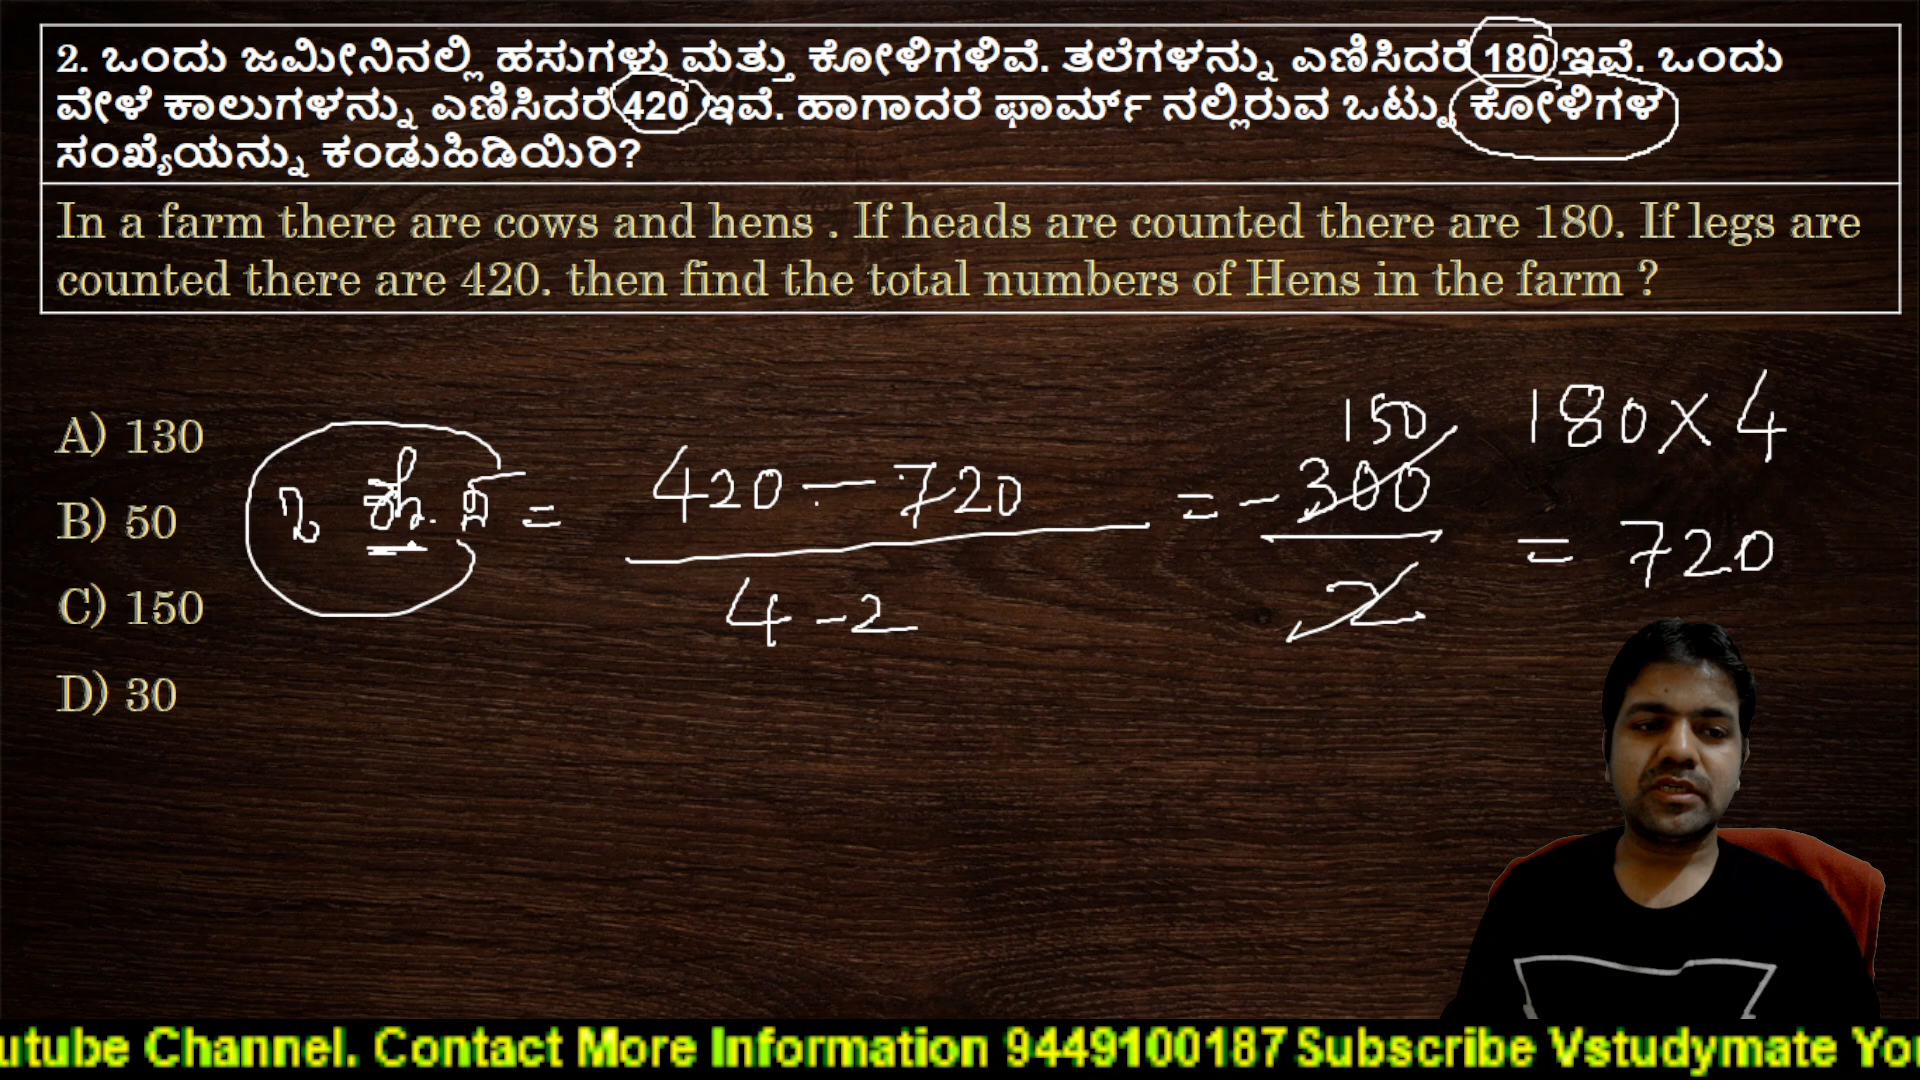 2. ಒಂದು ಜಮೀನಿನಲ್ಲಿ ಹಸುಗಳು ಮತ್ತು ಕೋಳಿಗಳಿವೆ. ತಲೆಗಳನ್ನು ಎಣಿಸಿದರೆ 180 ಇವೆ. ಒಂದು
ವೇಳೆ ಕಾಲುಗಳನ್ನು ಎಣಿಸಿದರೆ 420 ಇವೆ. ಹಾಗಾದರೆ ಫಾರ್ಮ್ ನಲ್ಲಿರುವ ಒಟ್ಟು ಕೋಳಿಗಳ
ಸಂಖ್ಯೆಯನ್ನು ಕಂಡುಹಿಡಿಯಿರಿ?
In a farm there are cows and hens . If heads are counted there are 180. If legs are
counted there are 420. then find the total numbers of Hens in the farm ?
A) 130
B) 50
C) 150
D) 30
= 420 - 720
4 - 2
= - 300
2
150
180 X 4
= 720
utube Channel. Contact More Information 9449100187 Subscribe Vstudymate You